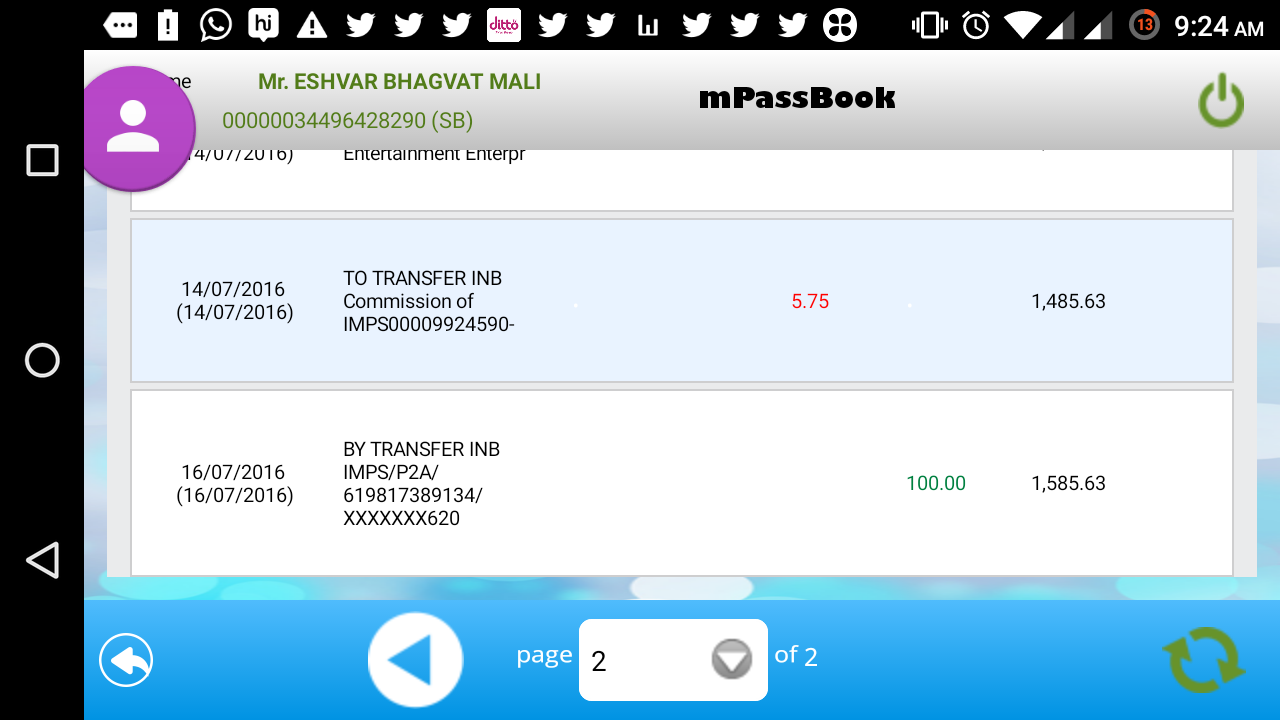 hi
ditto
13
9:24 AM
Mr. ESHVAR BHAGVAT MALI
mPassBook
00000034496428290 (SB)
14/07/2016)
Entertainment Enterpr
14/07/2016
(14/07/2016)
TO TRANSFER INB
Commission of
IMPS00009924590-
5.75
1,485.63
16/07/2016
(16/07/2016)
BY TRANSFER INB
IMPS/P2A/
619817389134/
XXXXXXX620
100.00
1,585.63
page 2 of 2